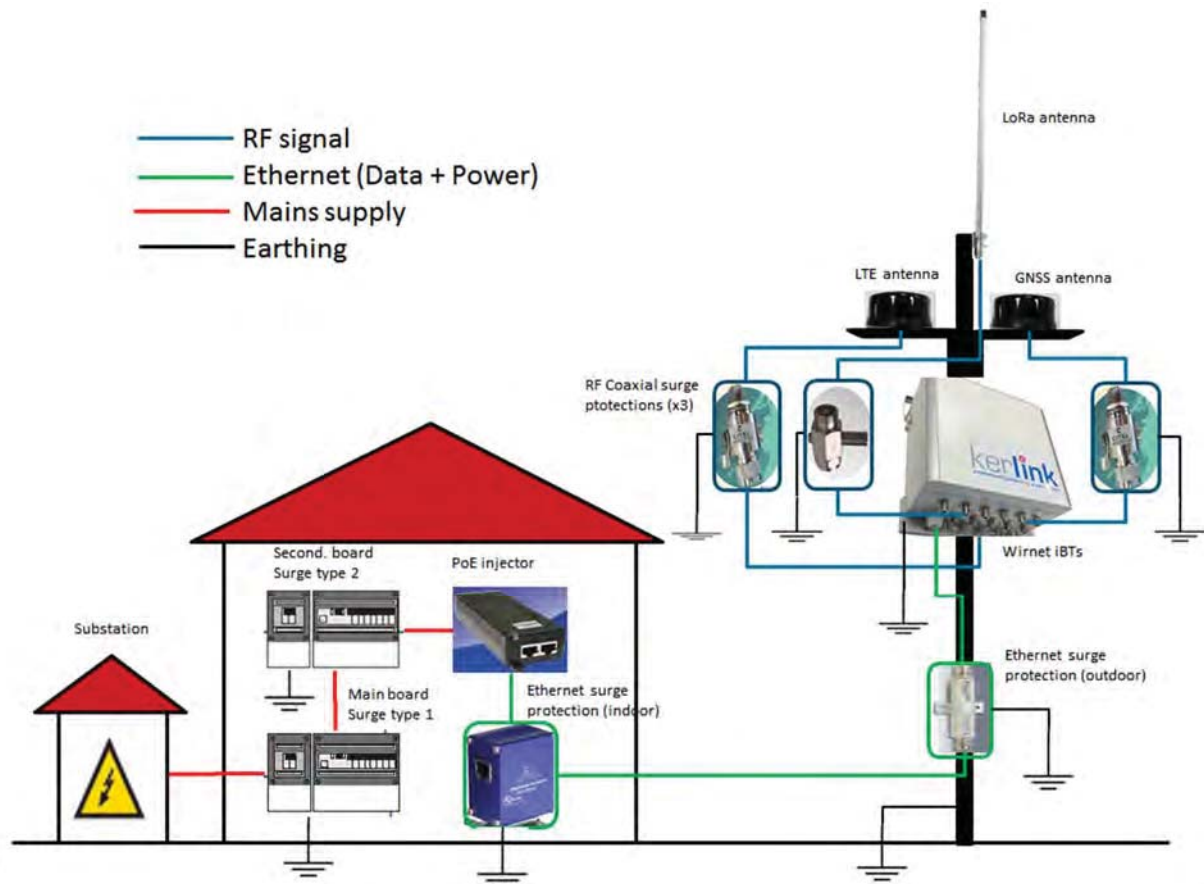 RF signal
Ethernet (Data + Power)
Mains supply
Earthing
LoRa antenna
LTE antenna
GNSS antenna
RF Coaxial surge
ptotections (x3)
kerlink
Wirnet iBTs
Second. board
Surge type 2
PoE injector
Substation
Main board
Surge type 1
Ethernet surge
protection (indoor)
Ethernet surge
protection (outdoor)